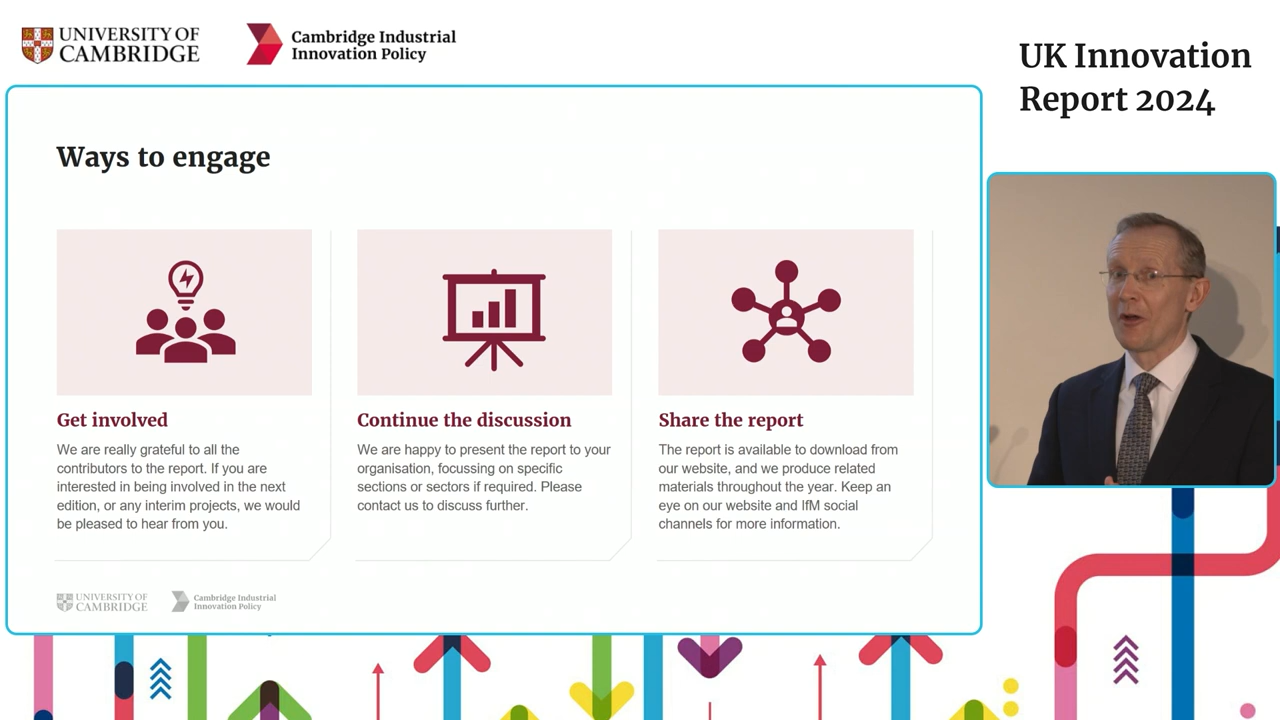 UNIVERSITY OF
CAMBRIDGE
Cambridge Industrial
Innovation Policy
UK Innovation
Report 2024
Ways to engage
Get involved
We are really grateful to all the
contributors to the report. If you are
interested in being involved in the next
edition, or any interim projects, we would
be pleased to hear from you.
Continue the discussion
We are happy to present the report to your
organisation, focussing on specific
sections or sectors if required. Please
contact us to discuss further.
Share the report
The report is available to download from
our website, and we produce related
materials throughout the year. Keep an
eye on our website and IfM social
channels for more information.
UNIVERSITY OF
CAMBRIDGE
Cambridge Industrial
Innovation Policy